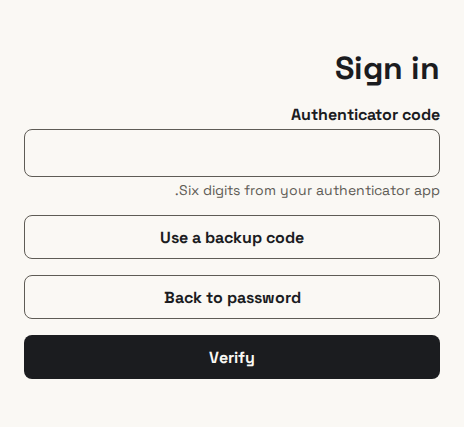 Sign in
Authenticator code
.Six digits from your authenticator app
Use a backup code
Back to password
Verify